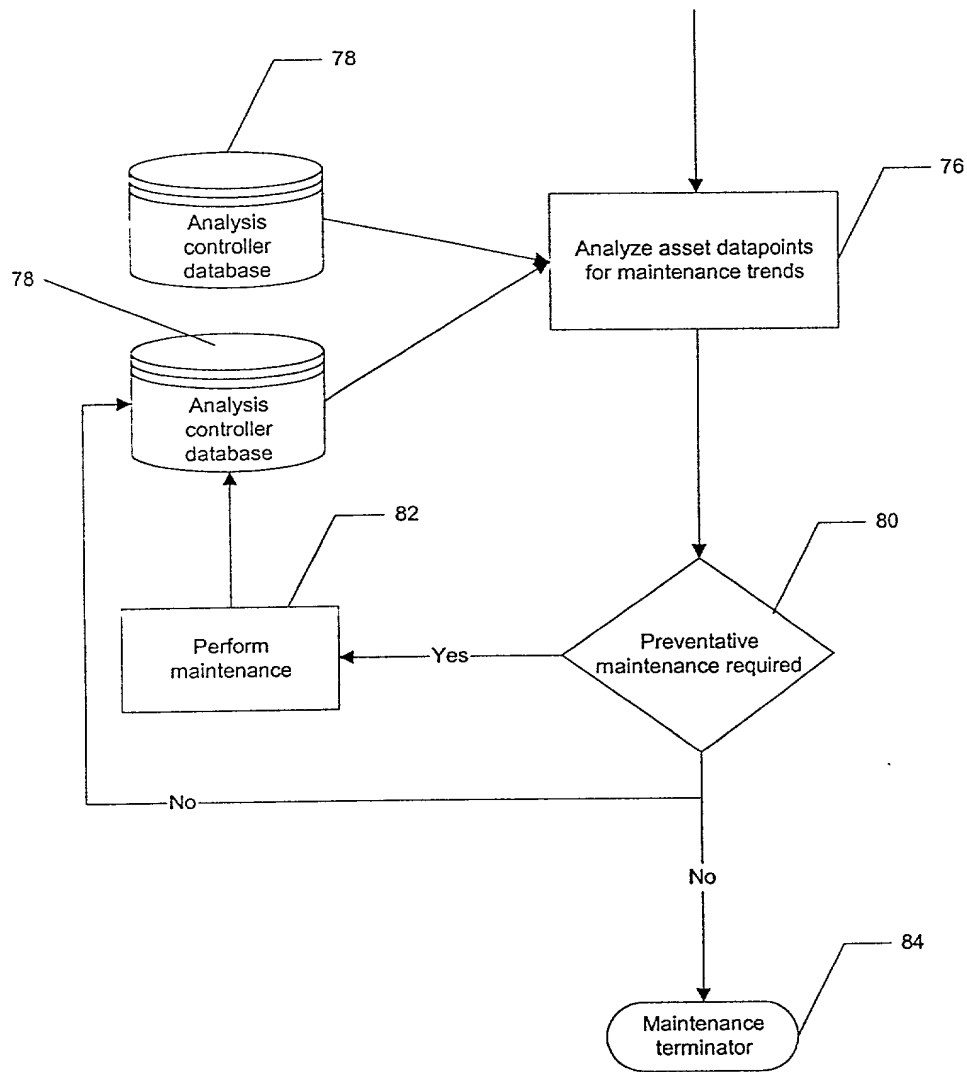 78
76
Analysis
controller
database
Analyze asset datapoints
for maintenance trends
78
Analysis
controller
database
82
80
Perform
maintenance
Yes
Preventative
maintenance required
No
No
84
Maintenance
terminator